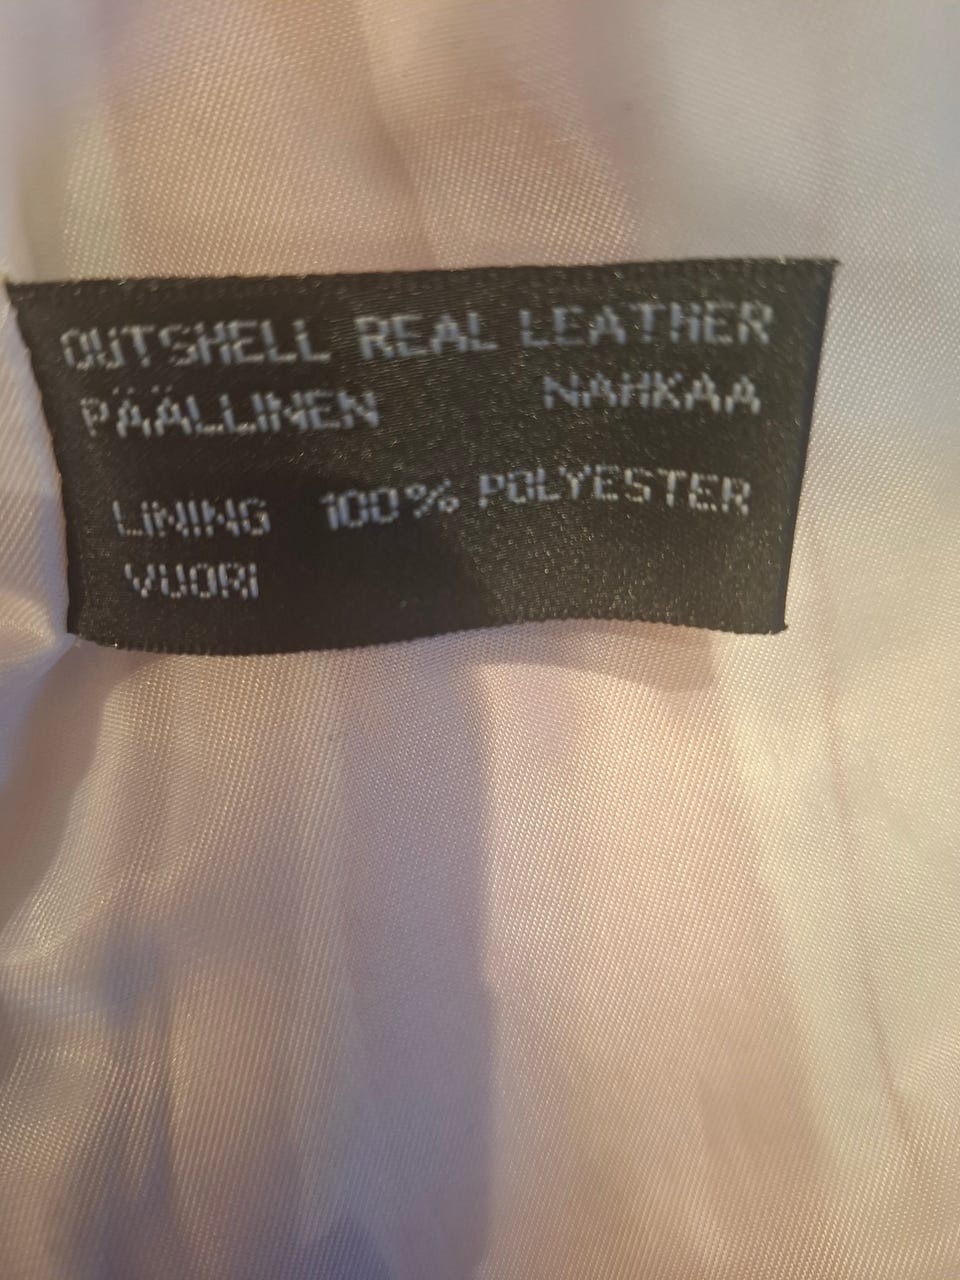 OUTSHELL REAL LEATHER
PÄÄLLINEN NAHKAA
LINING 100% POLYESTER
VUORI